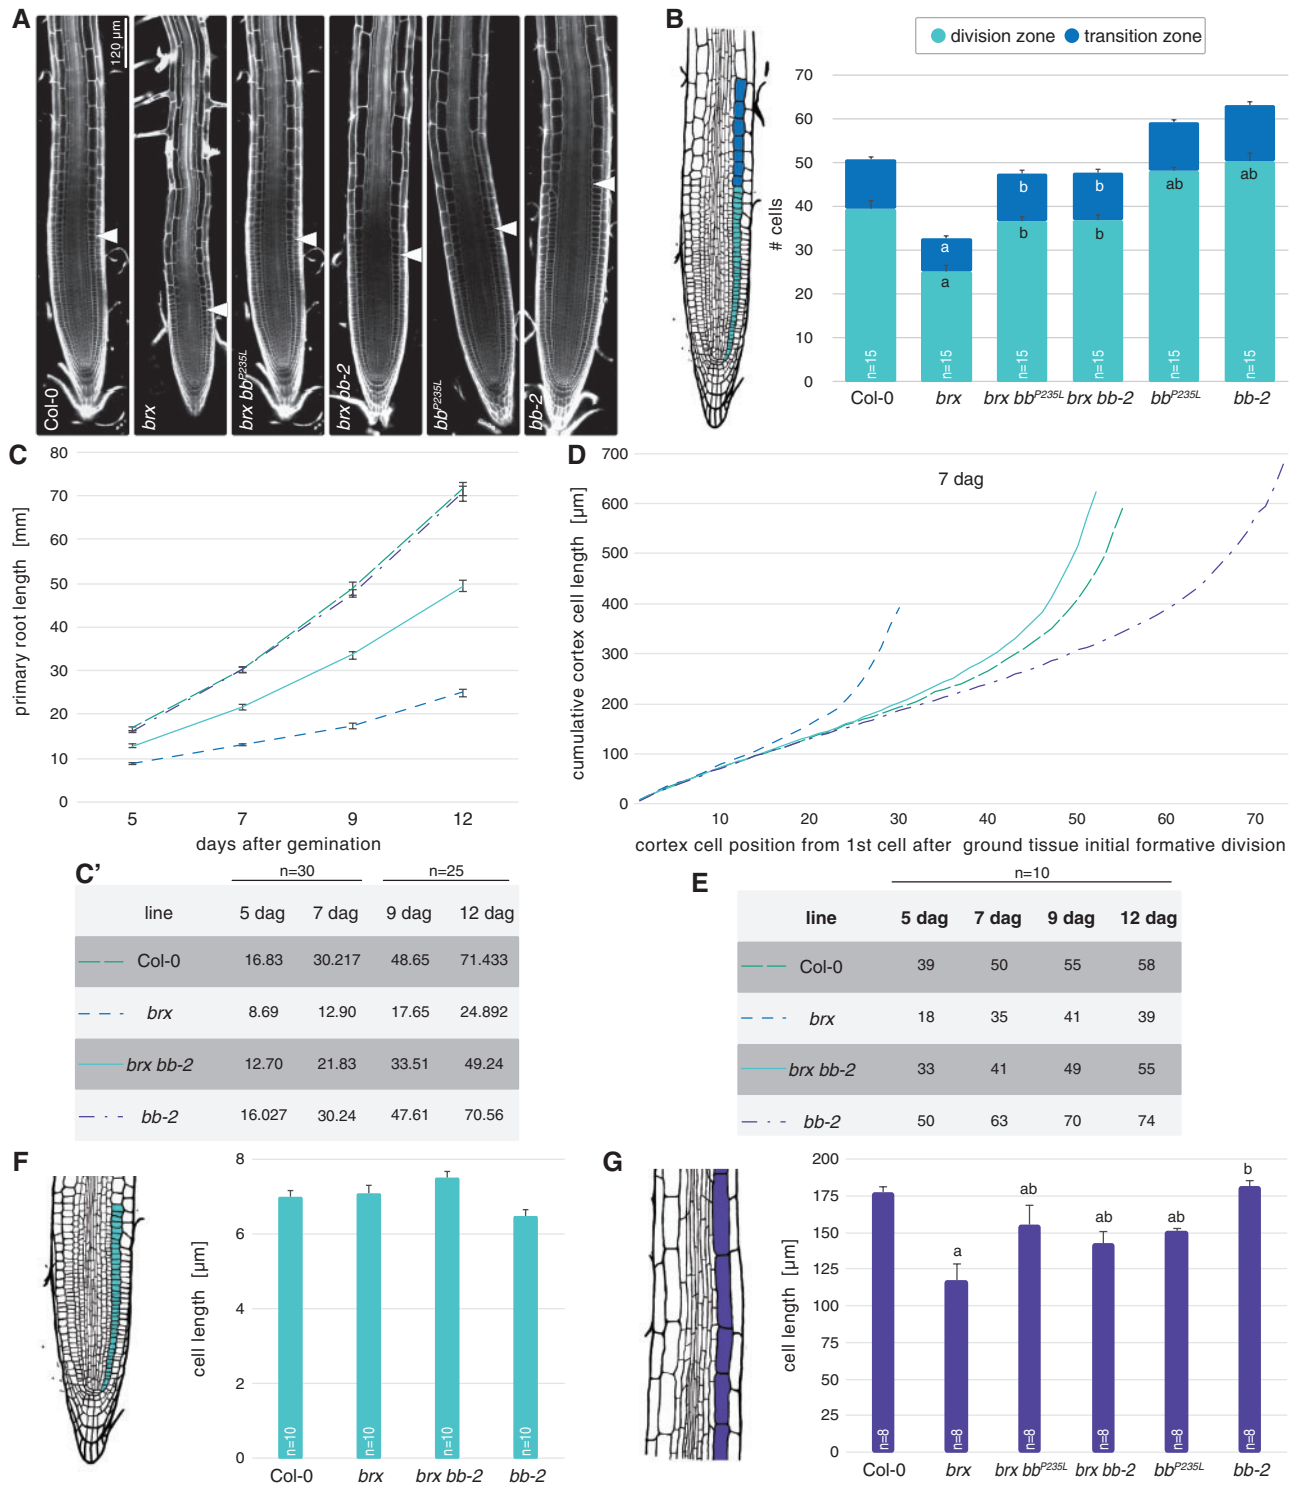 A
120 µm
Col-0
brx
brx bbP235L
brx bb-2
bbP235L
bb-2
B
division zone
transition zone
# cells
70
60
50
40
30
20
10
0
a
a
b
b
b
b
ab
ab
n=15
n=15
n=15
n=15
n=15
n=15
Col-0
brx
brx bbP235L
brx bb-2
bbP235L
bb-2
C
primary root length [mm]
80
70
60
50
40
30
20
10
0
5
7
9
12
days after gemination
D
7 dag
cumulative cortex cell length [µm]
700
600
500
400
300
200
100
0
10
20
30
40
50
60
70
cortex cell position from 1st cell after ground tissue initial formative division
C'
n=30
n=25
line 5 dag 7 dag 9 dag 12 dag
Col-0 16.83 30.217 48.65 71.433
brx 8.69 12.90 17.65 24.892
brx bb-2 12.70 21.83 33.51 49.24
bb-2 16.027 30.24 47.61 70.56
E
n=10
line 5 dag 7 dag 9 dag 12 dag
Col-0 39 50 55 58
brx 18 35 41 39
brx bb-2 33 41 49 55
bb-2 50 63 70 74
F
cell length [µm]
8
6
4
2
0
n=10
n=10
n=10
n=10
Col-0
brx
brx bb-2
bb-2
G
cell length [µm]
200
175
150
125
100
75
50
25
0
a
ab
ab
ab
b
n=8
n=8
n=8
n=8
n=8
n=8
Col-0
brx
brx bbP235L
brx bb-2
bbP235L
bb-2